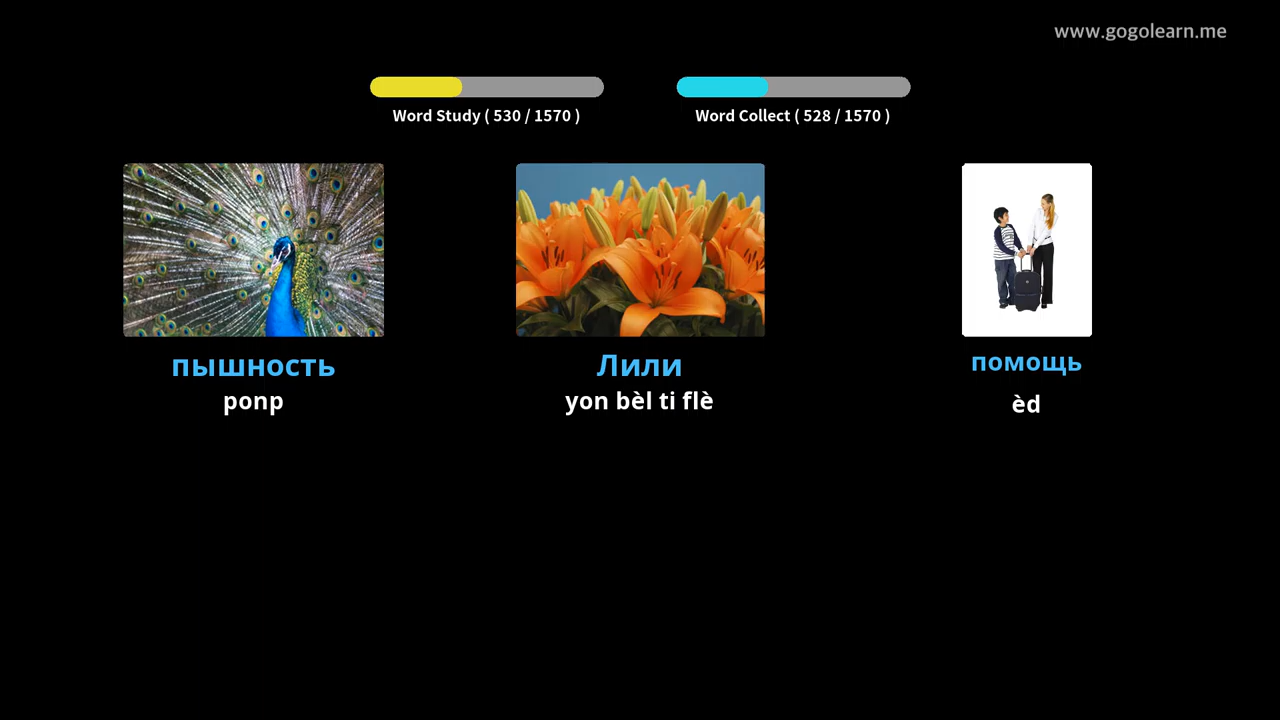 www.gogolearn.me
Word Study ( 530 / 1570 )
Word Collect ( 528 / 1570 )
пышность
ponp
Лили
yon bèl ti flè
помощь
èd